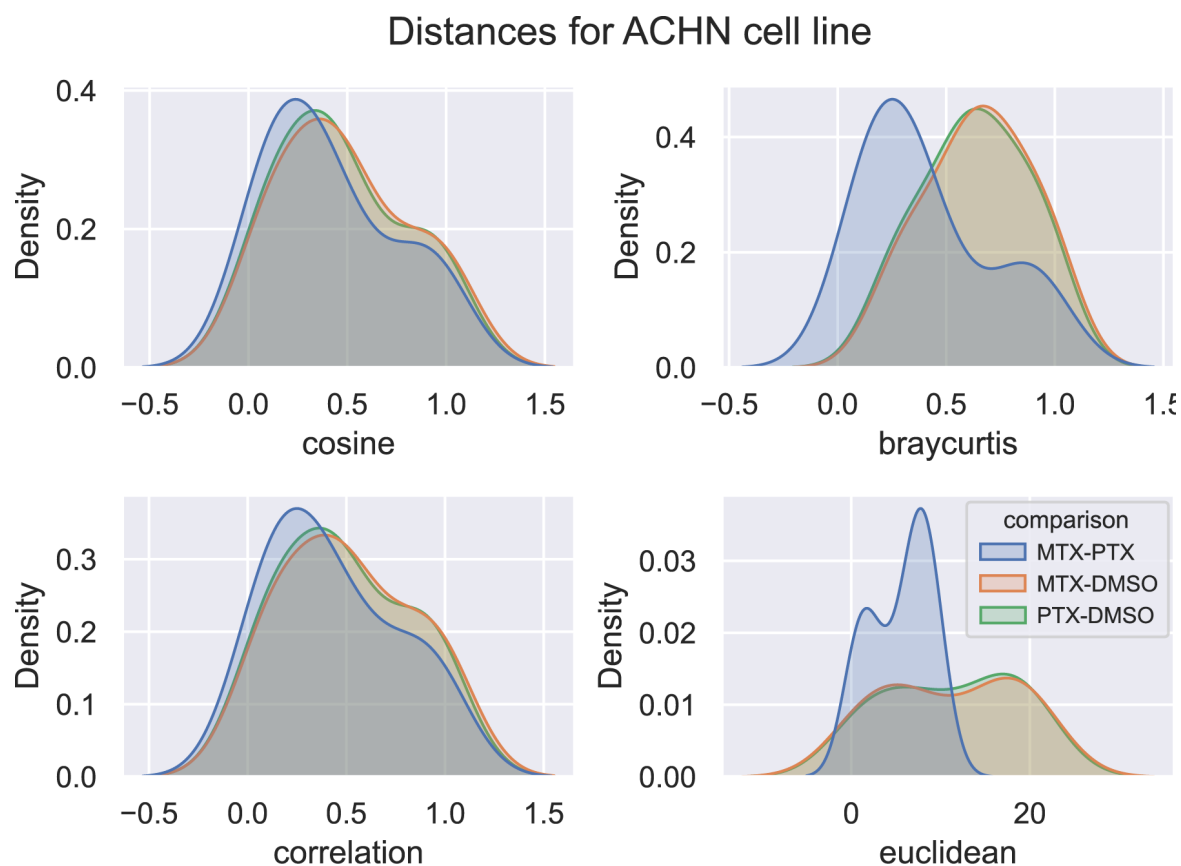 Distances for ACHN cell line
Density
0.4
0.2
0.0
−0.5 0.0 0.5 1.0 1.5
cosine
Density
0.4
0.2
0.0
−0.5 0.0 0.5 1.0 1.5
braycurtis
Density
0.3
0.2
0.1
0.0
−0.5 0.0 0.5 1.0 1.5
correlation
Density
0.03
0.02
0.01
0.00
0 20
euclidean
comparison
MTX-PTX
MTX-DMSO
PTX-DMSO